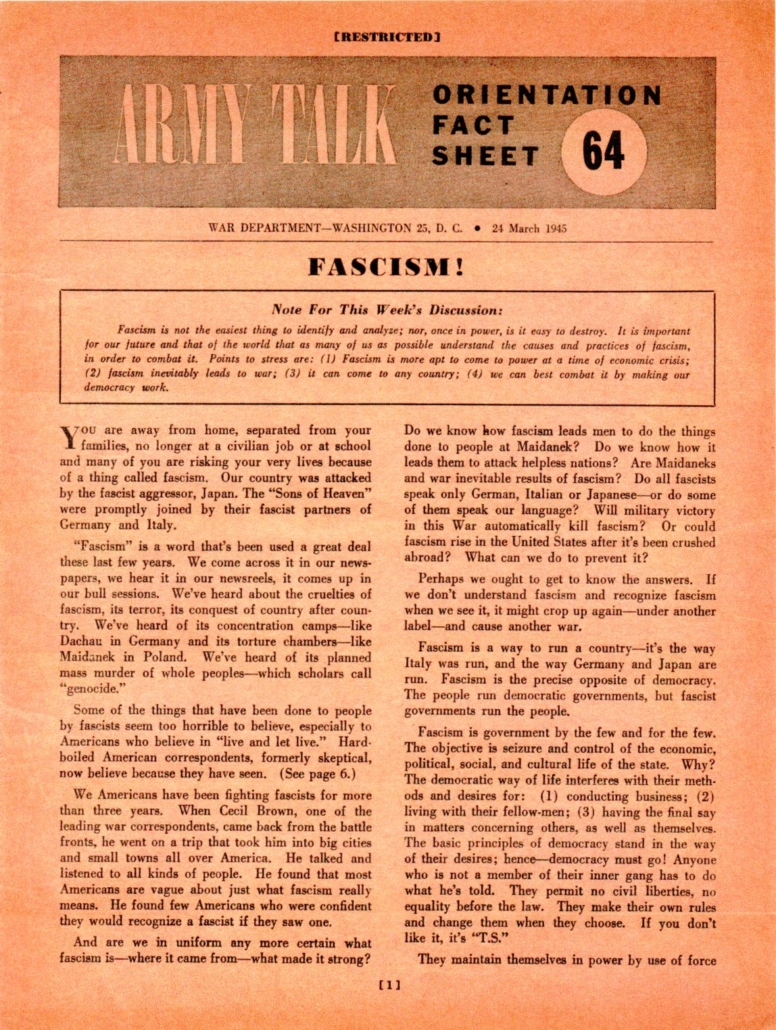 [RESTRICTED]
ARMY TALK
ORIENTATION
FACT
SHEET
64
WAR DEPARTMENT—WASHINGTON 25, D. C. • 24 March 1945
FASCISM!
Note For This Week's Discussion:
Fascism is not the easiest thing to identify and analyze; nor, once in power, is it easy to destroy. It is important
for our future and that of the world that as many of us as possible understand the causes and practices of fascism,
in order to combat it. Points to stress are: (1) Fascism is more apt to come to power at a time of economic crisis;
(2) fascism inevitably leads to war; (3) it can come to any country; (4) we can best combat it by making our
democracy work.
YOU are away from home, separated from your
families, no longer at a civilian job or at school
and many of you are risking your very lives because
of a thing called fascism. Our country was attacked
by the fascist aggressor, Japan. The "Sons of Heaven"
were promptly joined by their fascist partners of
Germany and Italy.
"Fascism" is a word that's been used a great deal
these last few years. We come across it in our news-
papers, we hear it in our newsreels, it comes up in
our bull sessions. We've heard about the cruelties of
fascism, its terror, its conquest of country after coun-
try. We've heard of its concentration camps—like
Dachau in Germany and its torture chambers—like
Maidanek in Poland. We've heard of its planned
mass murder of whole peoples—which scholars call
"genocide."
Some of the things that have been done to people
by fascists seem too horrible to believe, especially to
Americans who believe in "live and let live." Hard-
boiled American correspondents, formerly skeptical,
now believe because they have seen. (See page 6.)
We Americans have been fighting fascists for more
than three years. When Cecil Brown, one of the
leading war correspondents, came back from the battle
fronts, he went on a trip that took him into big cities
and small towns all over America. He talked and
listened to all kinds of people. He found that most
Americans are vague about just what fascism really
means. He found few Americans who were confident
they would recognize a fascist if they saw one.
And are we in uniform any more certain what
fascism is—where it came from—what made it strong?
Do we know how fascism leads men to do the things
done to people at Maidanek? Do we know how it
leads them to attack helpless nations? Are Maidaneks
and war inevitable results of fascism? Do all fascists
speak only German, Italian or Japanese—or do some
of them speak our language? Will military victory
in this War automatically kill fascism? Or could
fascism rise in the United States after it's been crushed
abroad? What can we do to prevent it?
Perhaps we ought to get to know the answers. If
we don't understand fascism and recognize fascism
when we see it, it might crop up again—under another
label—and cause another war.
Fascism is a way to run a country—it's the way
Italy was run, and the way Germany and Japan are
run. Fascism is the precise opposite of democracy.
The people run democratic governments, but fascist
governments run the people.
Fascism is government by the few and for the few.
The objective is seizure and control of the economic,
political, social, and cultural life of the state. Why?
The democratic way of life interferes with their meth-
ods and desires for: (1) conducting business; (2)
living with their fellow-men; (3) having the final say
in matters concerning others, as well as themselves.
The basic principles of democracy stand in the way
of their desires; hence—democracy must go! Anyone
who is not a member of their inner gang has to do
what he's told. They permit no civil liberties, no
equality before the law. They make their own rules
and change them when they choose. If you don't
like it, it's "T.S."
They maintain themselves in power by use of force
[1]